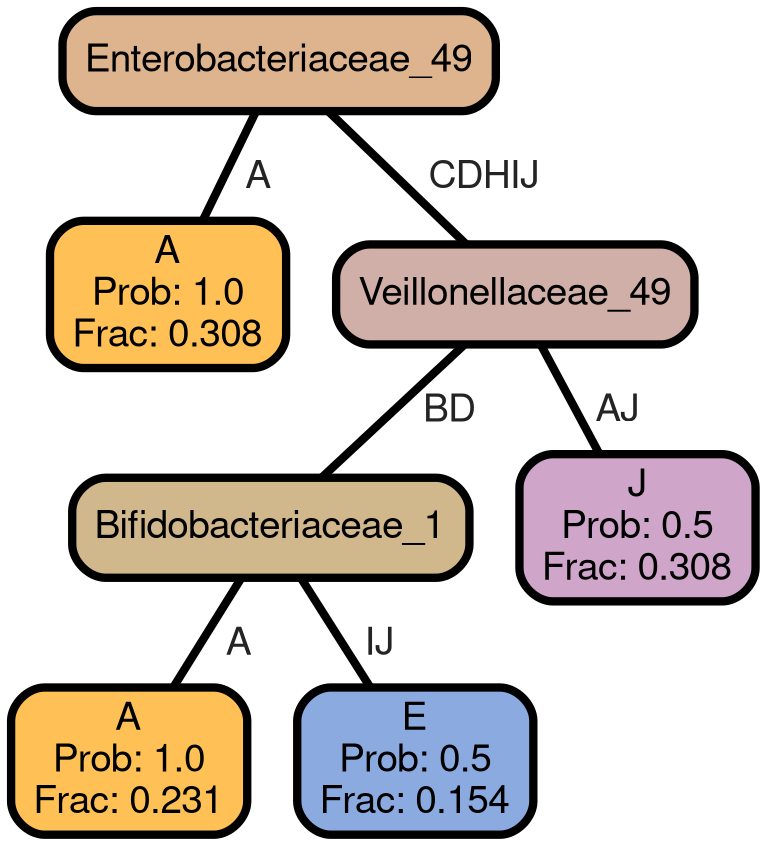 Enterobacteriaceae_49
A
CDHIJ
A
Prob: 1.0
Frac: 0.308
Veillonellaceae_49
BD
AJ
Bifidobacteriaceae_1
J
Prob: 0.5
Frac: 0.308
A
IJ
A
Prob: 1.0
Frac: 0.231
E
Prob: 0.5
Frac: 0.154